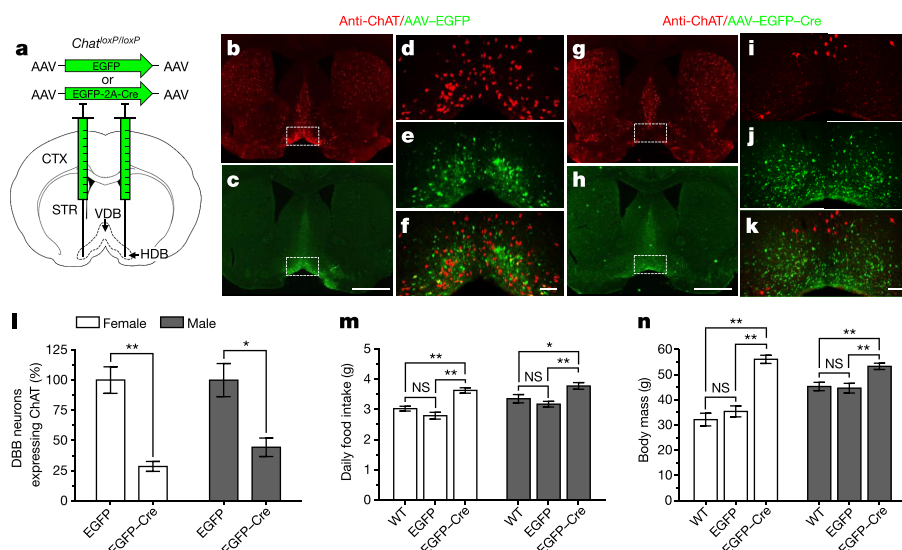 Anti-ChAT/AAV–EGFP
Anti-ChAT/AAV–EGFP–Cre
a
Chat^loxP/loxP
AAV EGFP AAV
or
AAV EGFP-2A-Cre AAV
CTX
STR
VDB
HDB
b
c
d
e
f
g
h
i
j
k
l
Female
Male
DBB neurons
expressing ChAT (%)
125
100
75
50
25
0
**
*
EGFP
EGFP–Cre
EGFP
EGFP–Cre
m
Daily food intake (g)
5
4
3
2
1
0
**
NS
**
*
NS
**
WT
EGFP
EGFP–Cre
WT
EGFP
EGFP–Cre
n
Body mass (g)
60
50
40
30
20
10
0
**
**
NS
**
**
NS
WT
EGFP
EGFP–Cre
WT
EGFP
EGFP–Cre